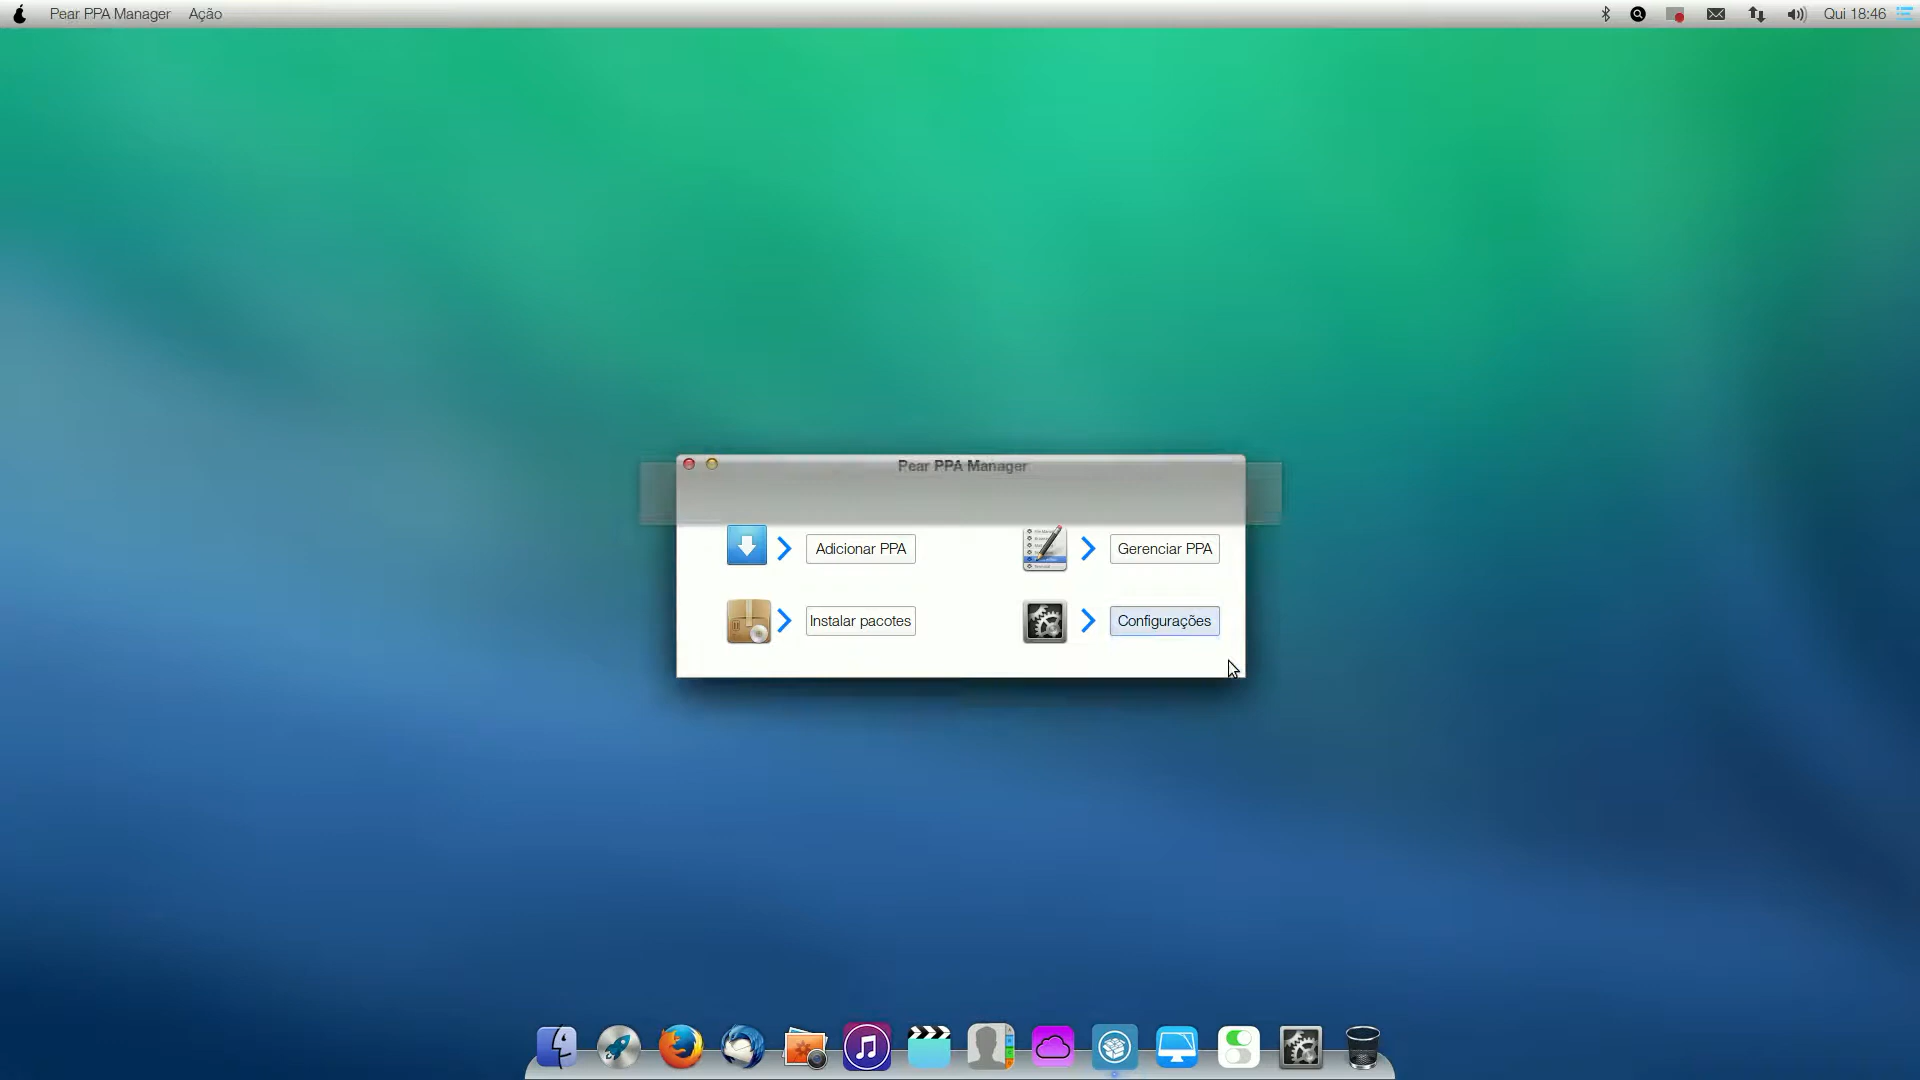 Pear PPA Manager Ação Qui 18:46
Pear PPA Manager
Adicionar PPA Gerenciar PPA
Instalar pacotes Configurações